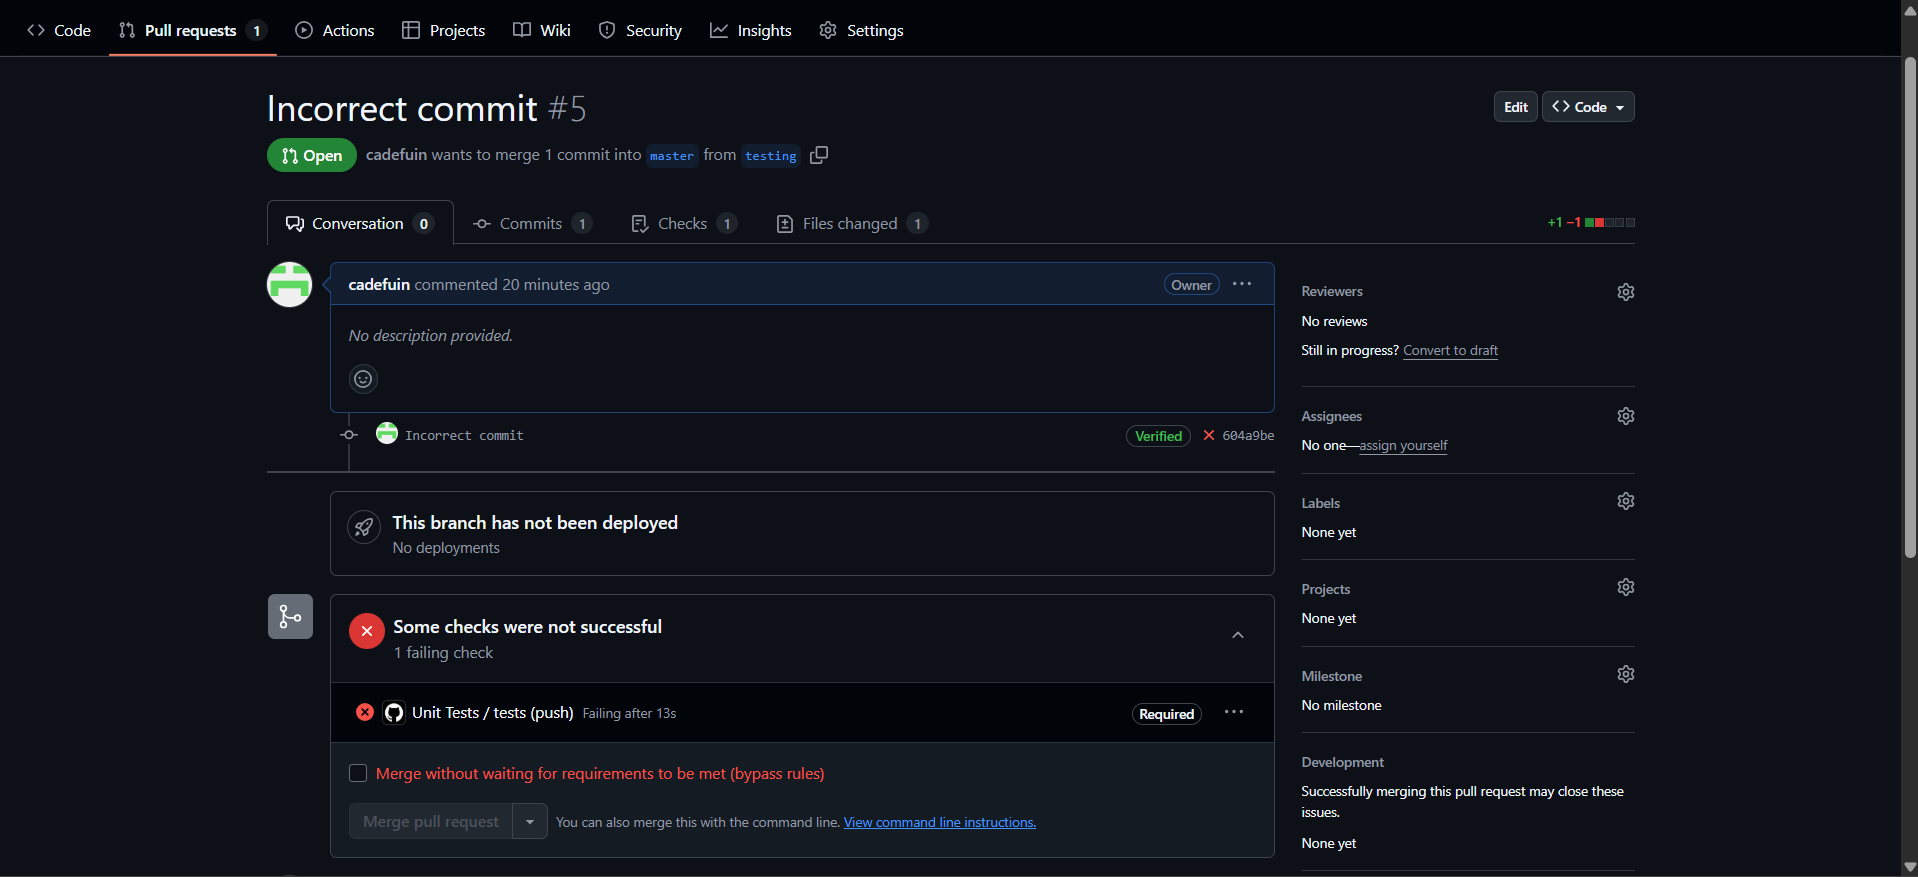 Code Pull requests 1 Actions Projects Wiki Security Insights Settings
Incorrect commit #5
Edit Code
Open cadefuin wants to merge 1 commit into master from testing
Conversation 0 Commits 1 Checks 1 Files changed 1 +1 −1
cadefuin commented 20 minutes ago Owner
No description provided.
Incorrect commit Verified 604a9be
This branch has not been deployed
No deployments
Some checks were not successful
1 failing check
Unit Tests / tests (push) Failing after 13s Required
Merge without waiting for requirements to be met (bypass rules)
Merge pull request You can also merge this with the command line. View command line instructions.
Reviewers
No reviews
Still in progress? Convert to draft
Assignees
No one—assign yourself
Labels
None yet
Projects
None yet
Milestone
No milestone
Development
Successfully merging this pull request may close these
issues.
None yet